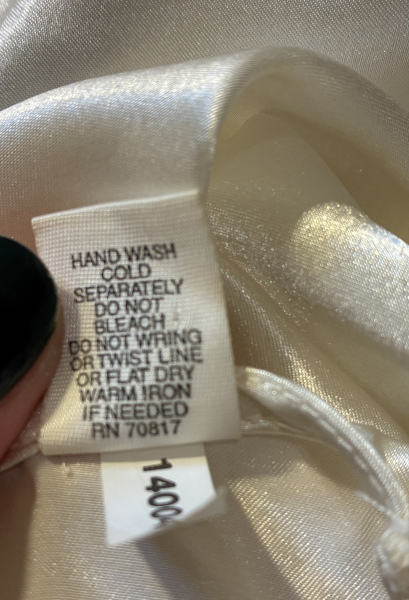 HAND WASH
COLD
SEPARATELY
DO NOT
BLEACH
DO NOT WRING
OR TWIST LINE
OR FLAT DRY
WARM IRON
IF NEEDED
RN 70817
1400